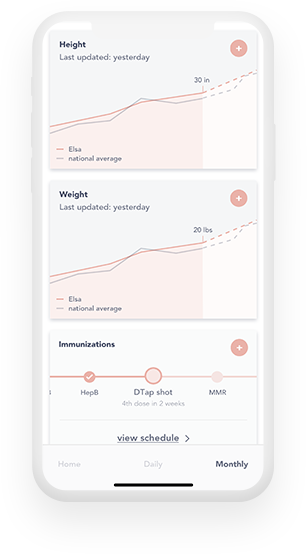 Height
Last updated: yesterday
30 in
Elsa
national average
Weight
Last updated: yesterday
20 lbs
Elsa
national average
Immunizations
HepB
DTap shot
MMR
4th dose in 2 weeks
view schedule
Home
Daily
Monthly